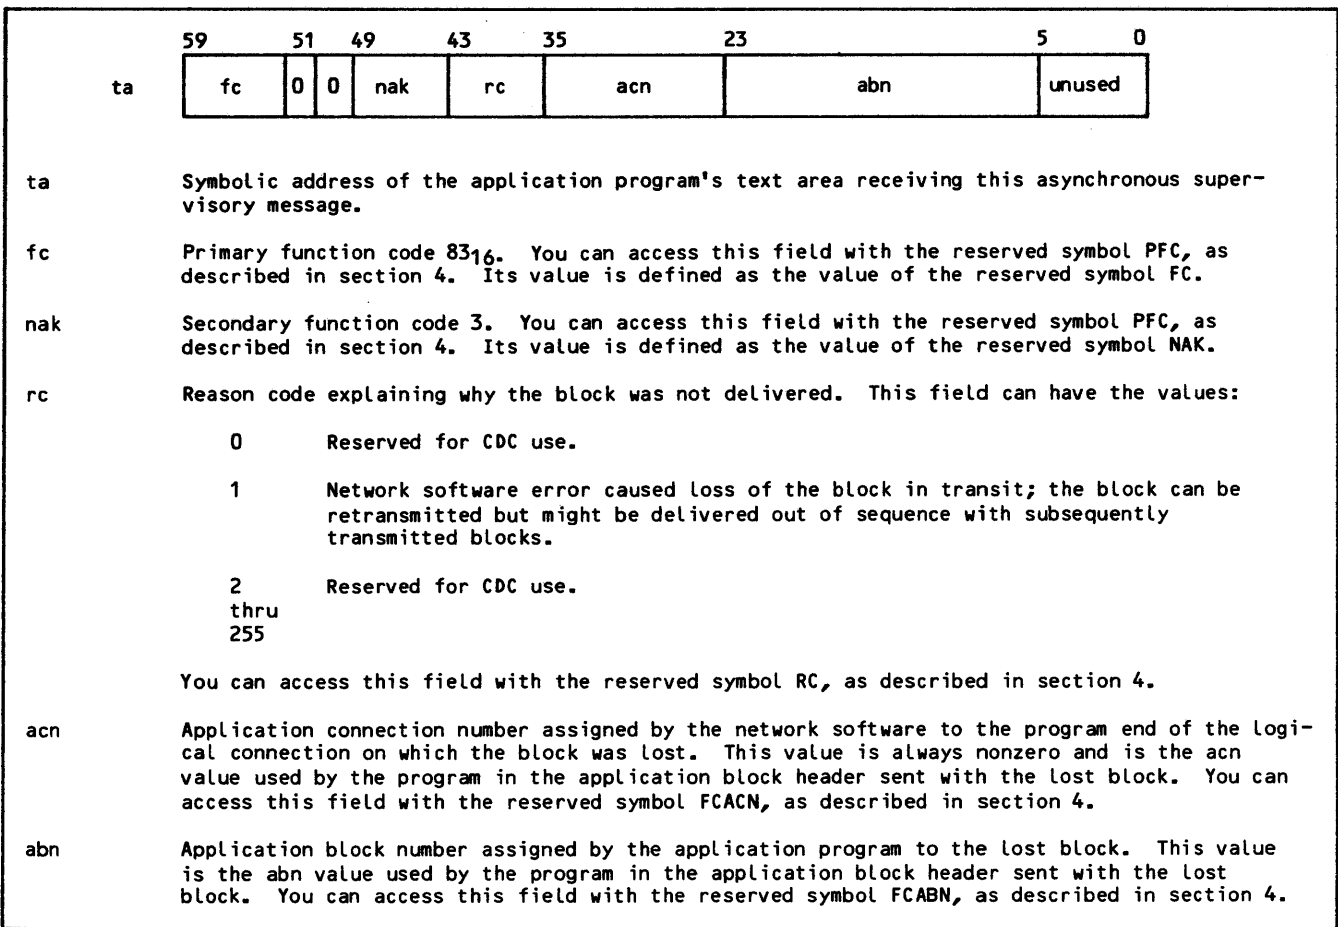 59 51 49 43 35 23 5 0
ta fc 0 0 nak rc acn abn unused
ta Symbolic address of the application program's text area receiving this asynchronous super-
visory message.
fc Primary function code 83₁₆. You can access this field with the reserved symbol PFC, as
described in section 4. Its value is defined as the value of the reserved symbol FC.
nak Secondary function code 3. You can access this field with the reserved symbol PFC, as
described in section 4. Its value is defined as the value of the reserved symbol NAK.
rc Reason code explaining why the block was not delivered. This field can have the values:
0 Reserved for CDC use.
1 Network software error caused loss of the block in transit; the block can be
retransmitted but might be delivered out of sequence with subsequently
transmitted blocks.
2 Reserved for CDC use.
thru
255
You can access this field with the reserved symbol RC, as described in section 4.
acn Application connection number assigned by the network software to the program end of the logi-
cal connection on which the block was lost. This value is always nonzero and is the acn
value used by the program in the application block header sent with the lost block. You can
access this field with the reserved symbol FCACN, as described in section 4.
abn Application block number assigned by the application program to the lost block. This value
is the abn value used by the program in the application block header sent with the lost
block. You can access this field with the reserved symbol FCABN, as described in section 4.